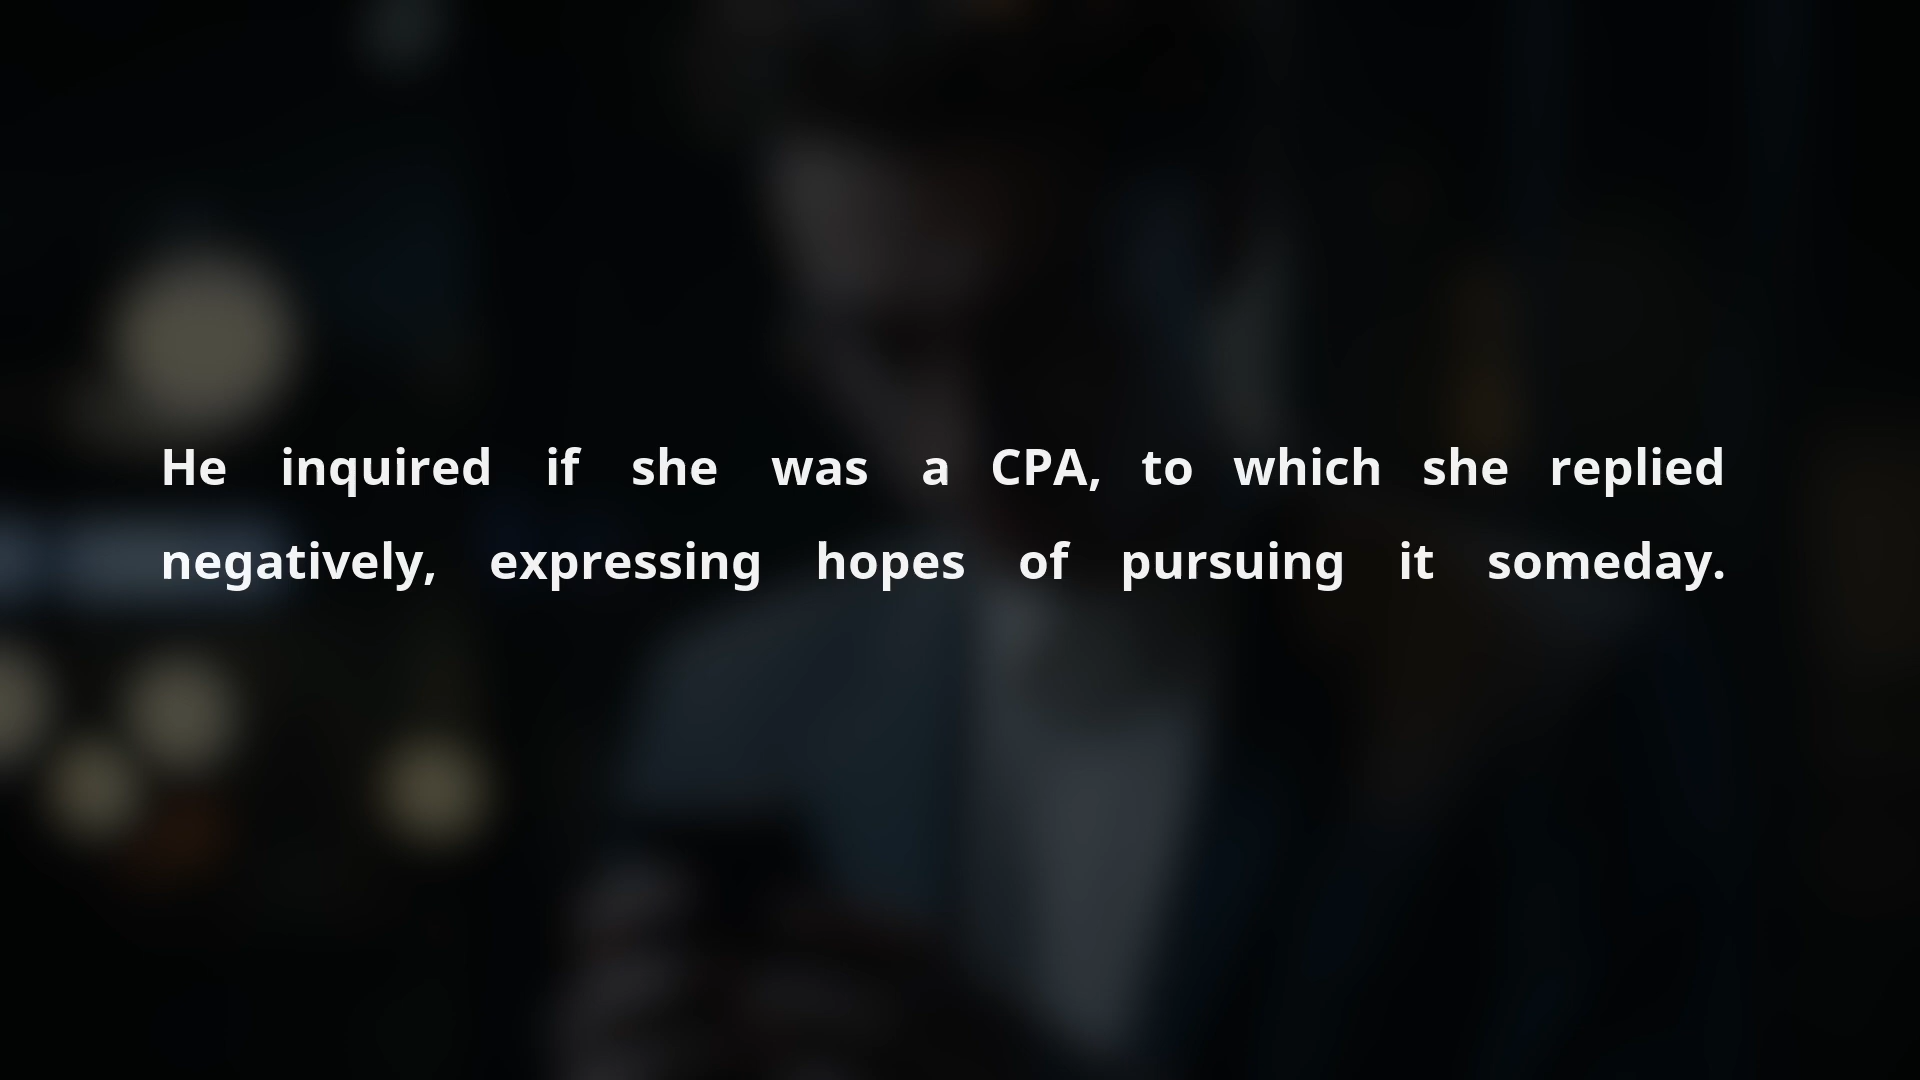 He inquired if she was a CPA, to which she replied
negatively, expressing hopes of pursuing it someday.